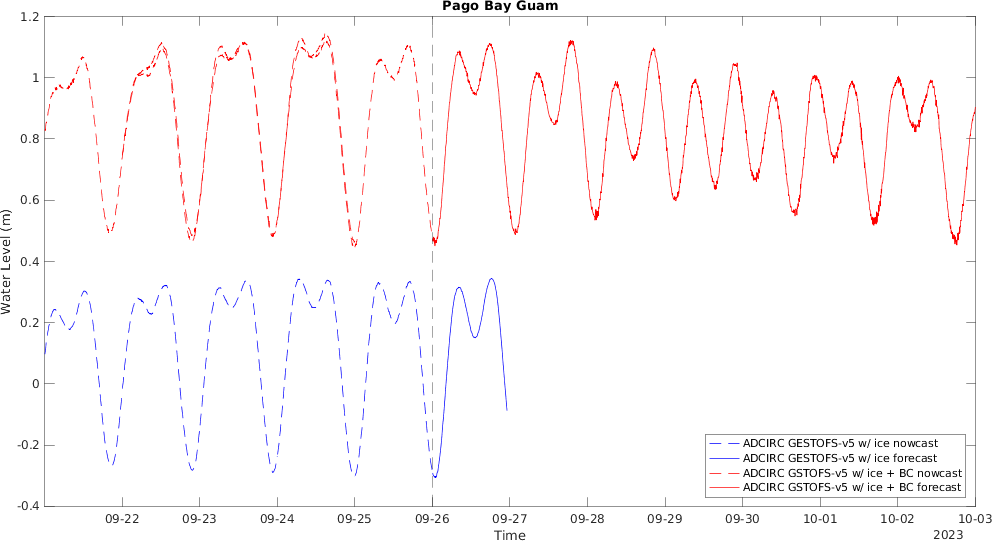 Pago Bay Guam
1.2
1
0.8
0.6
0.4
0.2
0
-0.2
-0.4
Water Level (m)
ADCIRC GESTOFS-v5 w/ ice nowcast
ADCIRC GESTOFS-v5 w/ ice forecast
ADCIRC GSTOFS-v5 w/ ice + BC nowcast
ADCIRC GSTOFS-v5 w/ ice + BC forecast
09-22 09-23 09-24 09-25 09-26 09-27 09-28 09-29 09-30 10-01 10-02 10-03
Time
2023